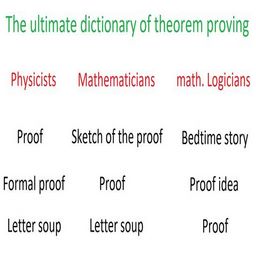 The ultimate dictionary of theorem proving
Physicists Mathematicians math. Logicians
Proof Sketch of the proof Bedtime story
Formal proof Proof Proof idea
Letter soup Letter soup Proof